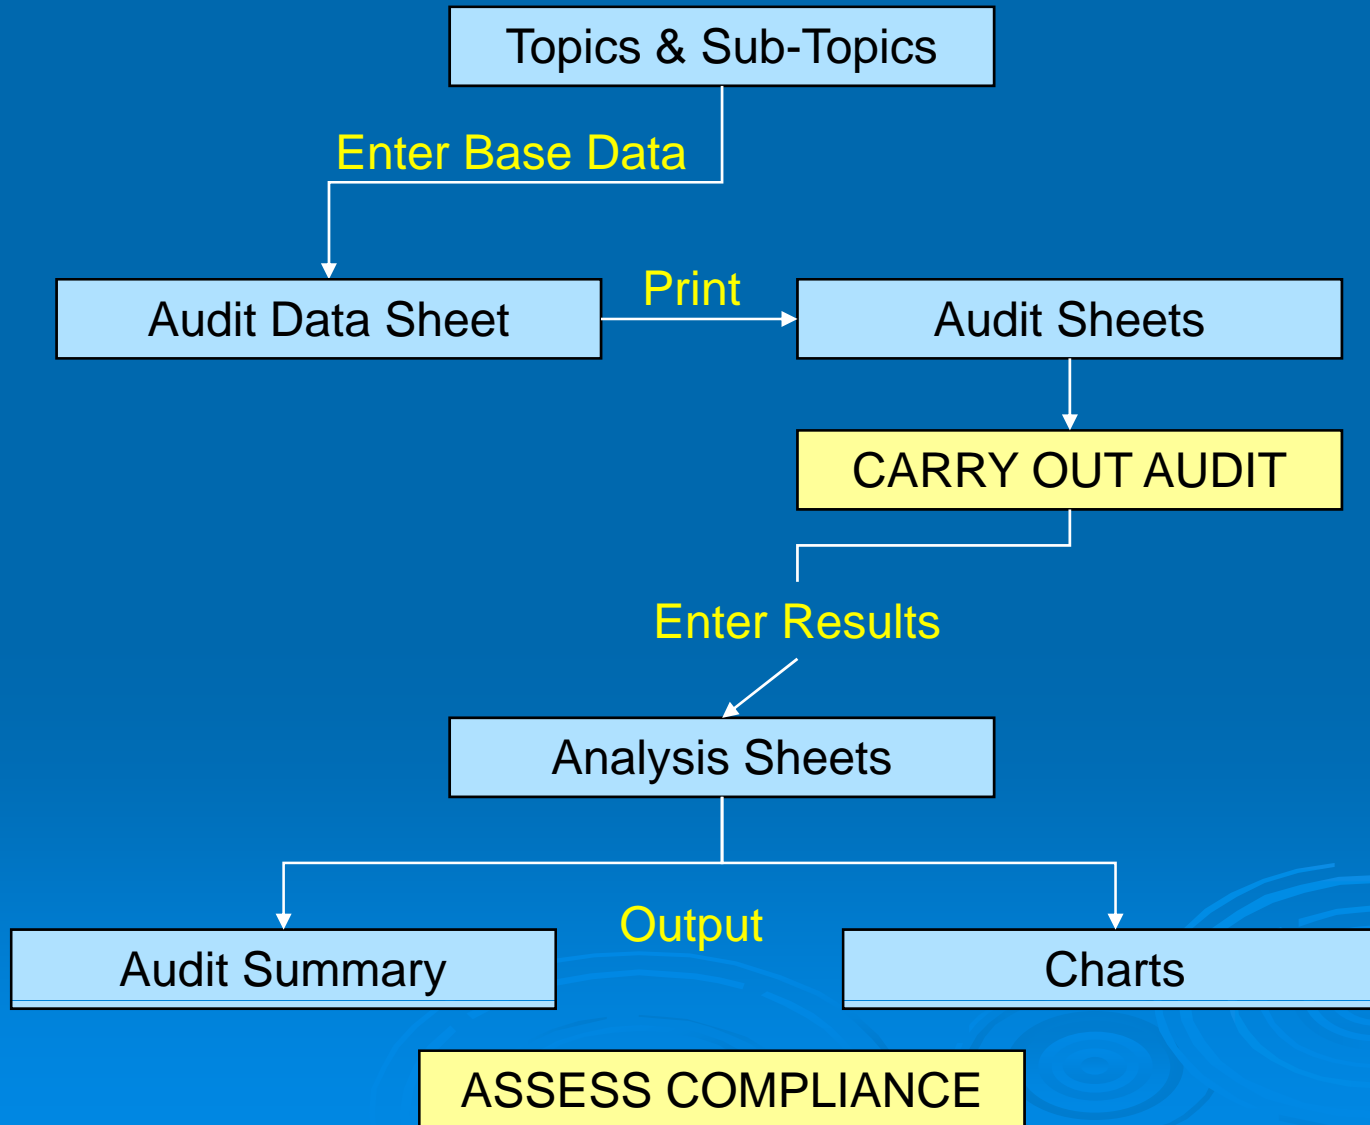 Topics & Sub-Topics
Enter Base Data
Audit Data Sheet
Print
Audit Sheets
CARRY OUT AUDIT
Enter Results
Analysis Sheets
Output
Audit Summary
Charts
ASSESS COMPLIANCE